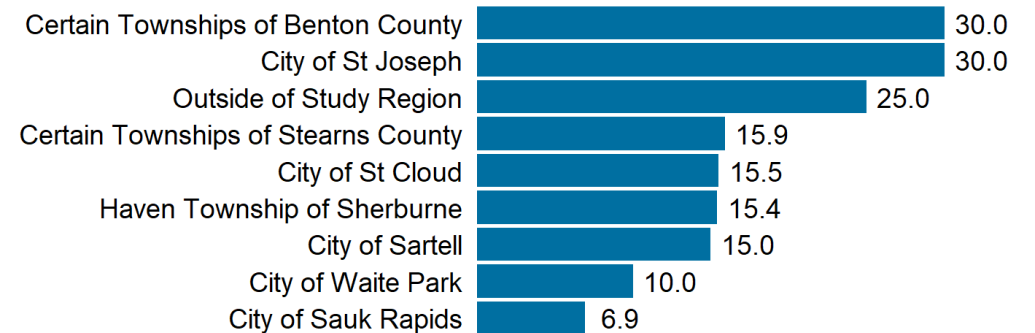 Certain Townships of Benton County 30.0
City of St Joseph 30.0
Outside of Study Region 25.0
Certain Townships of Stearns County 15.9
City of St Cloud 15.5
Haven Township of Sherburne 15.4
City of Sartell 15.0
City of Waite Park 10.0
City of Sauk Rapids 6.9